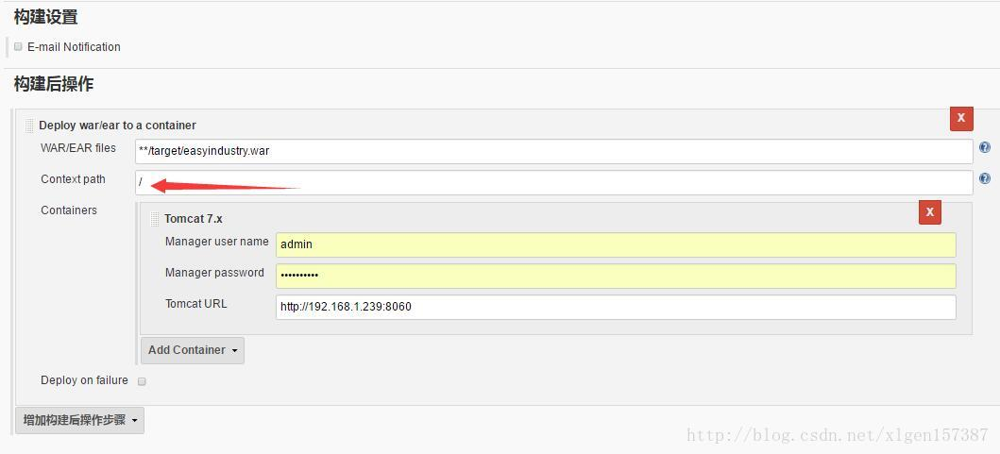 构建设置
E-mail Notification
构建后操作
Deploy war/ear to a container
X
WAR/EAR files
**/target/easyindustry.war
Context path
/
Containers
Tomcat 7.x
X
Manager user name
admin
Manager password
••••••••••
Tomcat URL
http://192.168.1.239:8060
Add Container
Deploy on failure
增加构建后操作步骤
http://blog.csdn.net/xlgen157387